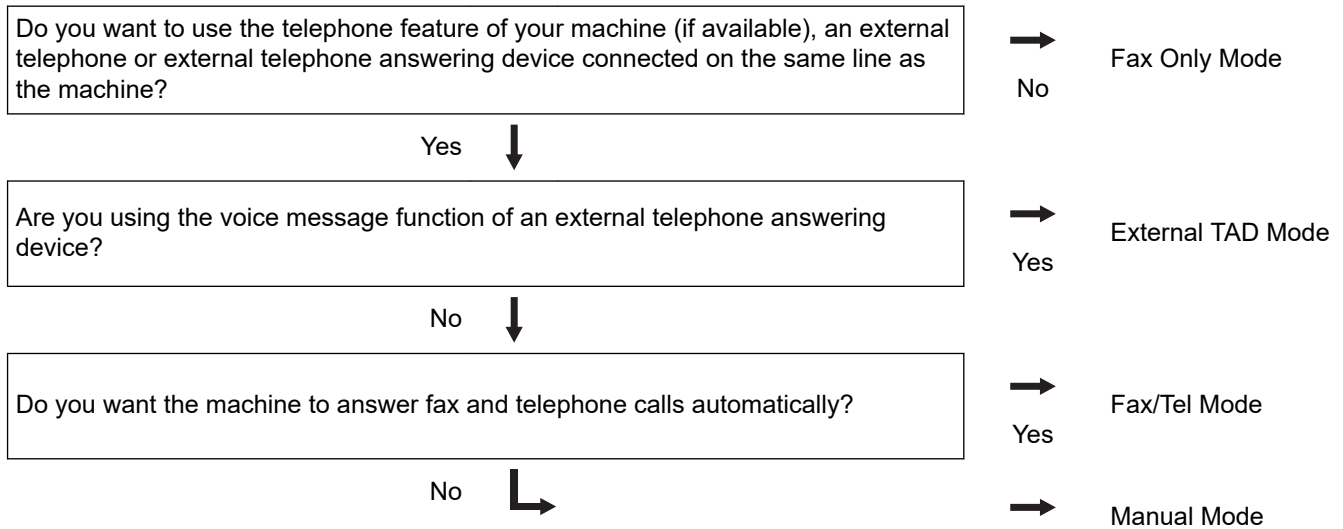 Do you want to use the telephone feature of your machine (if available), an external
telephone or external telephone answering device connected on the same line as
the machine?
No
Fax Only Mode
Yes
Are you using the voice message function of an external telephone answering
device?
Yes
External TAD Mode
No
Do you want the machine to answer fax and telephone calls automatically?
Yes
Fax/Tel Mode
No
Manual Mode